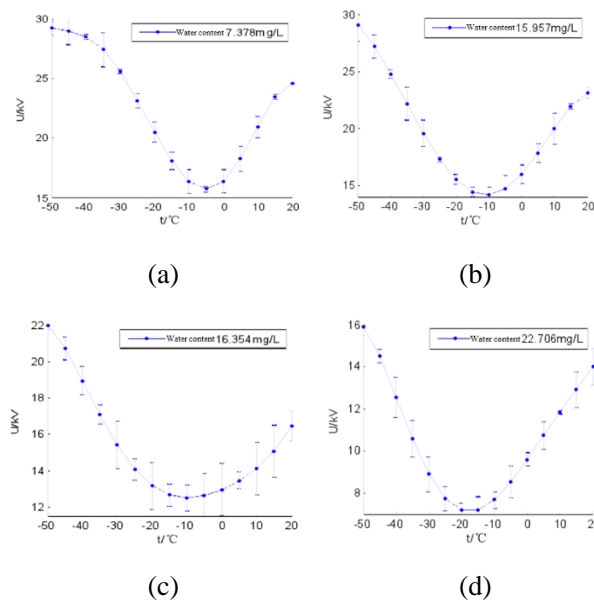 30
25
20
15
U/kV
Water content 7.378mg/L
-50 -40 -30 -20 -10 0 10 20
t/℃
(a)
30
25
20
15
U/kV
Water content 15.957mg/L
-50 -40 -30 -20 -10 0 10 20
t/℃
(b)
22
20
18
16
14
12
U/kV
Water content 16.354mg/L
-50 -40 -30 -20 -10 0 10 20
t/℃
(c)
16
14
12
10
8
U/kV
Water content 22.706mg/L
-50 -40 -30 -20 -10 0 10 20
t/℃
(d)